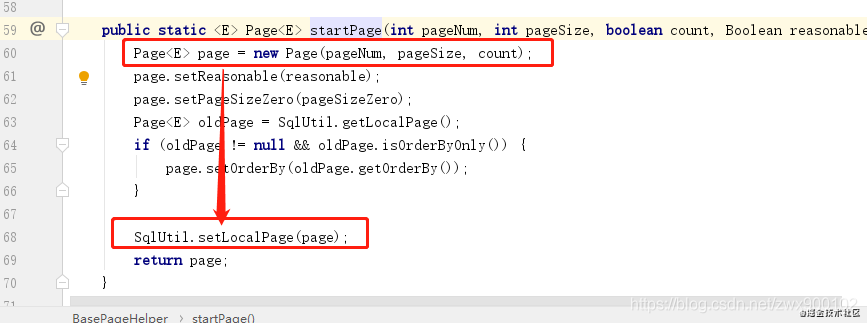 58
59 @ public static <E> Page<E> startPage(int pageNum, int pageSize, boolean count, Boolean reasonable
60 Page<E> page = new Page(pageNum, pageSize, count);
61 page.setReasonable(reasonable);
62 page.setPageSizeZero(pageSizeZero);
63 Page<E> oldPage = SqlUtil.getLocalPage();
64 if (oldPage != null && oldPage.isOrderByOnly()) {
65 page.setOrderBy(oldPage.getOrderBy());
66 }
67
68 SqlUtil.setLocalPage(page);
69 return page;
70 }
71
https://blog.csdn.net/zwx900102
@掘金技术社区
BasePageHelper › startPage()